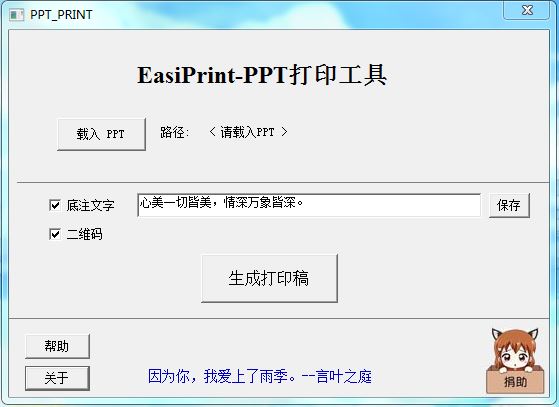 PPT_PRINT
EasiPrint-PPT打印工具
载入 PPT 路径: < 请载入PPT >
底注文字 心美一切皆美，情深万象皆深。 保存
二维码
生成打印稿
帮助
关于 因为你，我爱上了雨季。--言叶之庭
捐助